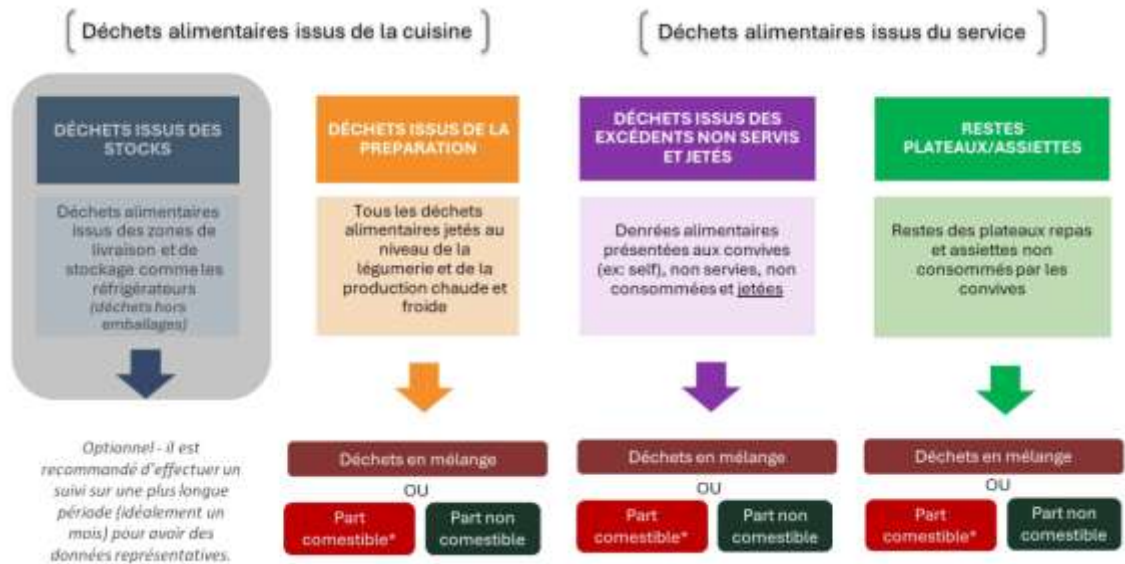 Déchets alimentaires issus de la cuisine
Déchets alimentaires issus du service
DÉCHETS ISSUS DES
STOCKS
Déchets alimentaires
issus des zones de
livraison et de
stockage comme les
réfrigérateurs
(déchets hors
emballages)
Optionnel - il est
recommandé d'effectuer un
suivi sur une plus longue
période (idéalement un
mois) pour avoir des
données représentatives.
DÉCHETS ISSUS DE LA
PREPARATION
Tous les déchets
alimentaires jetés au
niveau de la
légumerie et de la
production chaude et
froide
Déchets en mélange
OU
Part
comestible*
Part non
comestible
DÉCHETS ISSUS DES
EXCÉDENTS NON SERVIS
ET JETÉS
Denrées alimentaires
présentées aux convives
(ex: self), non servies, non
consommées et jetées
Déchets en mélange
OU
Part
comestible*
Part non
comestible
RESTES
PLATEAUX/ASSIETTES
Restes des plateaux repas
et assiettes non
consommés par les
convives
Déchets en mélange
OU
Part
comestible*
Part non
comestible